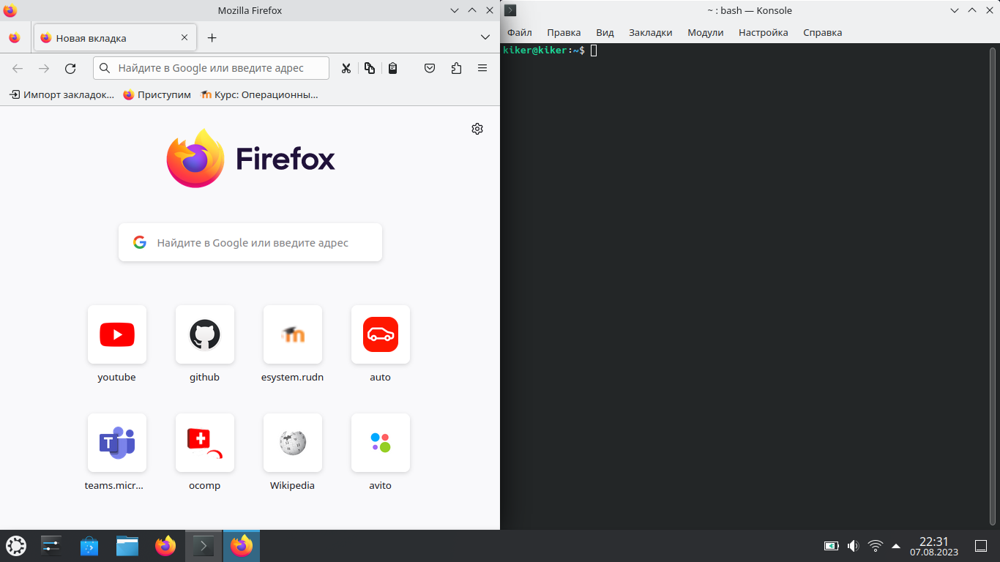 Mozilla Firefox
Новая вкладка
Найдите в Google или введите адрес
Импорт закладок...
Приступим
Курс: Операционны...
Firefox
Найдите в Google или введите адрес
youtube
github
esystem.rudn
auto
teams.micr...
ocomp
Wikipedia
avito
~ : bash — Konsole
Файл Правка Вид Закладки Модули Настройка Справка
kiker@kiker:~$
22:31
07.08.2023